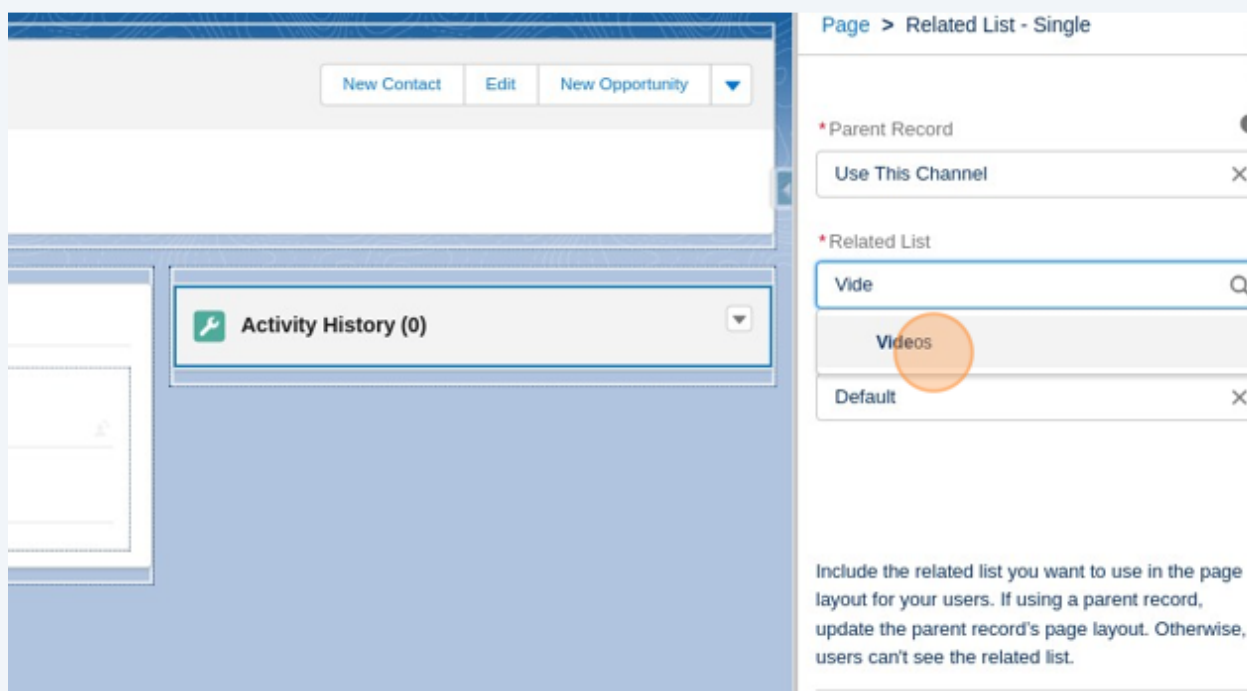 Page > Related List - Single
New Contact
Edit
New Opportunity
*Parent Record
Use This Channel
*Related List
Vide
Videos
Default
Activity History (0)
Include the related list you want to use in the page
layout for your users. If using a parent record,
update the parent record's page layout. Otherwise,
users can't see the related list.